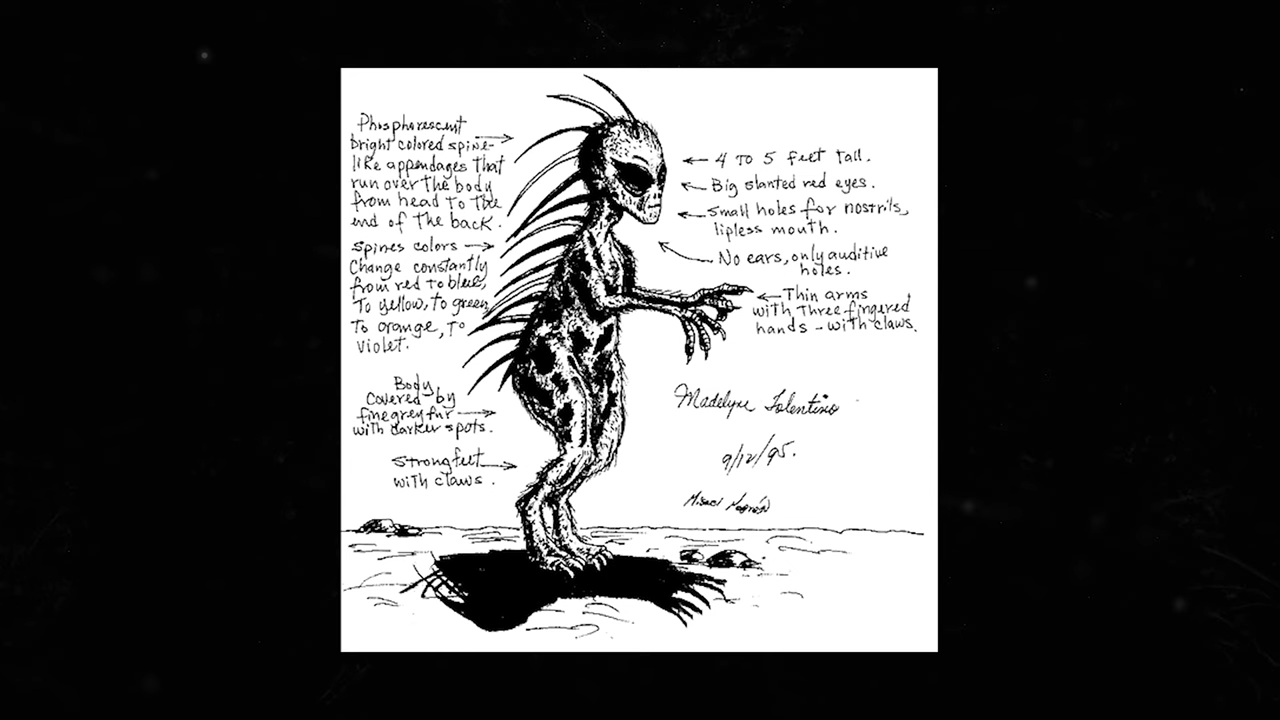 Phosphorescent
bright colored spine-
like appendages that
run over the body
from head to the
end of the back.
Spines colors
Change constantly
from red to blue,
To yellow, to green
To orange, to
violet.
Body
Covered by
fine grey fur
with darker spots.
Strong feet
with claws.
4 TO 5 feet Tall.
Big slanted red eyes.
Small holes for nostrils,
lipless mouth.
No ears, only auditive
holes.
Thin arms
with three fingered
hands - with claws.
Madelyne Tolentino
9/12/95.